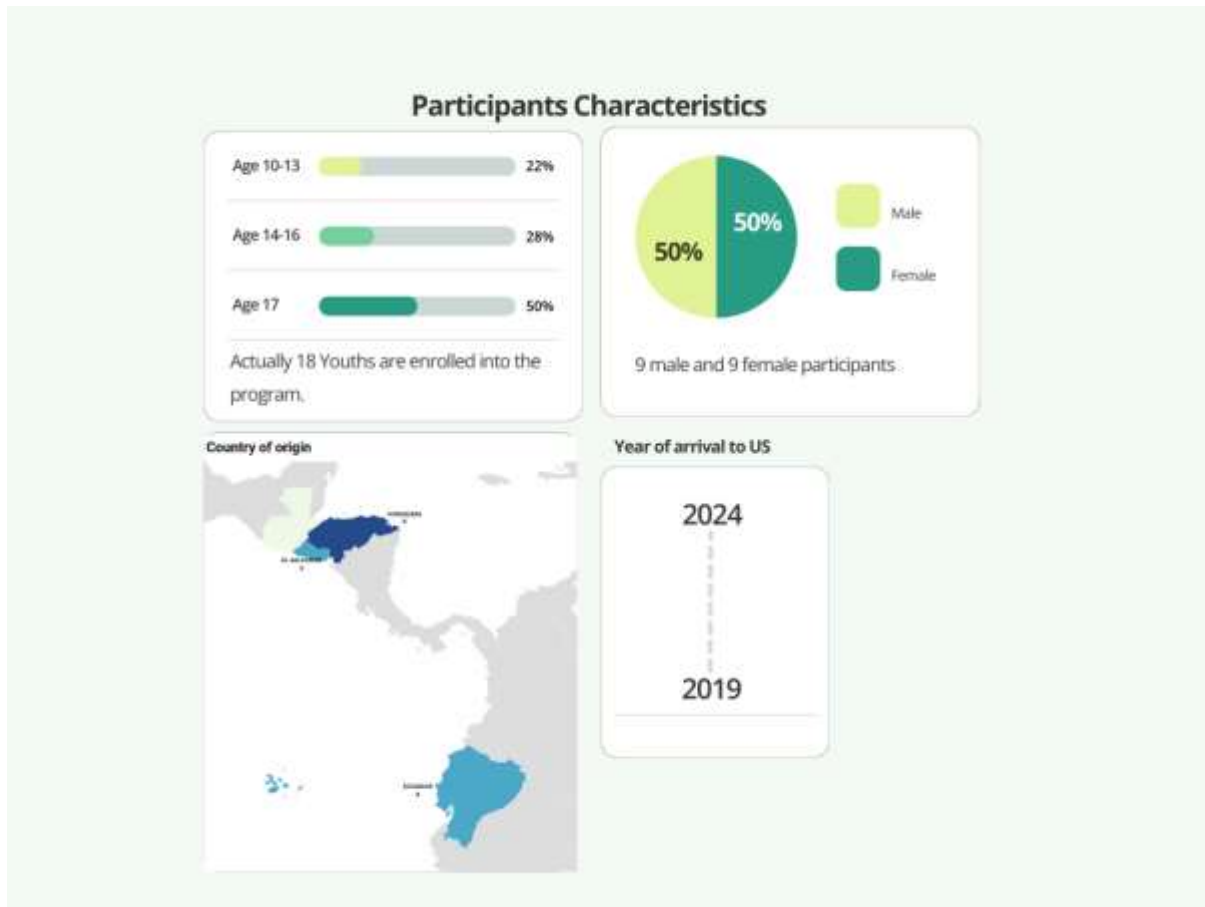 Participants Characteristics
Age 10-13
22%
Age 14-16
28%
Age 17
50%
Actually 18 Youths are enrolled into the
program.
50%
50%
Male
Female
9 male and 9 female participants
Country of origin
Year of arrival to US
2024
2019